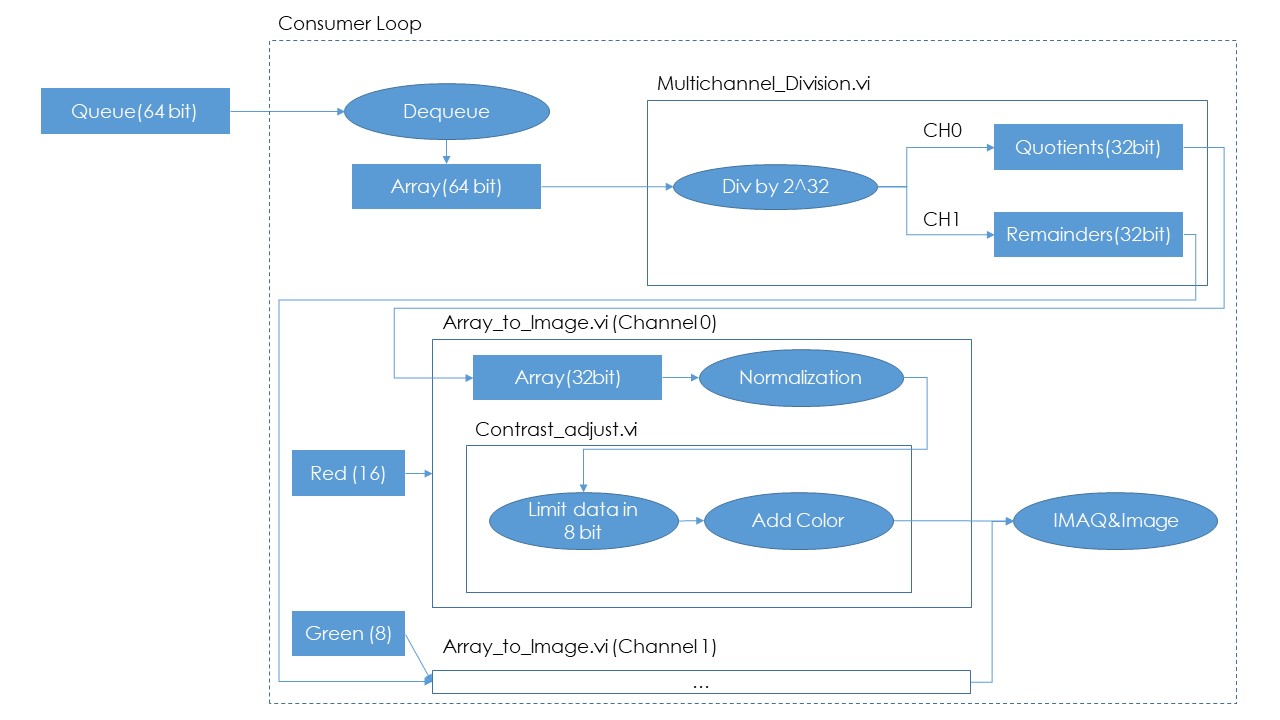 Consumer Loop
Queue(64 bit)
Dequeue
Array(64 bit)
Multichannel_Division.vi
Div by 2^32
CH0
Quotients(32bit)
CH1
Remainders(32bit)
Array_to_Image.vi (Channel 0)
Array(32bit)
Normalization
Contrast_adjust.vi
Red (16)
Limit data in
8 bit
Add Color
IMAQ&Image
Green (8)
Array_to_Image.vi (Channel 1)
...